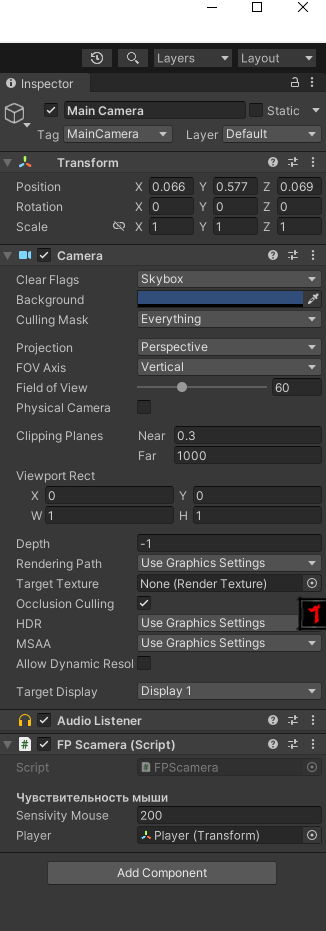 Layers
Layout
Inspector
Main Camera
Static
Tag MainCamera Layer Default
Transform
Position X 0.066 Y 0.577 Z 0.069
Rotation X 0 Y 0 Z 0
Scale X 1 Y 1 Z 1
Camera
Clear Flags Skybox
Background
Culling Mask Everything
Projection Perspective
FOV Axis Vertical
Field of View 60
Physical Camera
Clipping Planes Near 0.3
Far 1000
Viewport Rect
X 0 Y 0
W 1 H 1
Depth -1
Rendering Path Use Graphics Settings
Target Texture None (Render Texture)
Occlusion Culling
HDR Use Graphics Settings
MSAA Use Graphics Settings
Allow Dynamic Resol
Target Display Display 1
Audio Listener
# FP Scamera (Script)
Script # FPScamera
Чувствительность мыши
Sensivity Mouse 200
Player Player (Transform)
Add Component